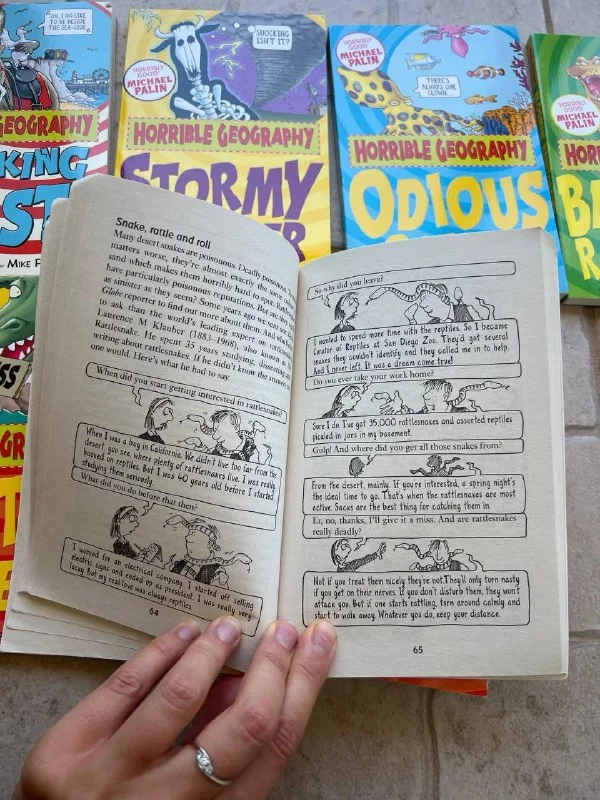 "OH, I DO LIKE
TO BE BESIDE
THE SEA-SIDE"
GEOGRAPHY
KING
ST
MIKE P
HORRIBLY
GOOD
MICHAEL
PALIN
SHOCKING
ISN'T IT?
HORRIBLE GEOGRAPHY
STORMY
HORRIBLY
GOOD
MICHAEL
PALIN
THERE'S
ALWAYS ONE
CLOWN...
HORRIBLE GEOGRAPHY
ODIOUS
HORRIBLY
GOOD
MICHAEL
PALIN
Snake, rattle and roll
Many desert snakes are poisonous. Deadly poisonous.
matters worse, they're almost exactly the same
sand which makes them horribly hard to spot.
have particularly poisonous reputations. But are
as sinister as they seem? Some years ago we sent
Globe reporter to find out more about them. And who
to ask than the world's leading expert on
Laurence M Klauber (1883–1968), also known
Rattlesnake. He spent 35 years studying,
writing about rattlesnakes. If he didn't know the
one would. Here's what he had to say.
When did you start getting interested in rattlesnakes?
When I was a boy in California. We didn't live too far from the
desert, you see, where plenty of rattlesnakes live. I was really
hooked on reptiles. But I was 40 years old before I started
studying them seriously.
What did you do before that then?
I worked for an electrical company. I started off selling
electric signs and ended up as president. I was really very
lucky. But my real love was always reptiles.
64
So why did you leave?
I wanted to spend more time with the reptiles. So I became
Curator of Reptiles at San Diego Zoo. They'd got several
snakes they couldn't identify and they called me in to help.
And I never left. It was a dream come true!
Do you ever take your work home?
Sure I do. I've got 35,000 rattlesnakes and assorted reptiles
pickled in jars in my basement.
Gulp! And where did you get all those snakes from?
From the desert, mainly. If you're interested, a spring night's
the ideal time to go. That's when the rattlesnakes are most
active. Sacks are the best thing for catching them in.
Er, no, thanks, I'll give it a miss. And are rattlesnakes
really deadly?
Not if you treat them nicely they're not. They'll only turn nasty
if you get on their nerves. If you don't disturb them, they won't
attack you. But if one starts rattling, turn around calmly and
start to walk away. Whatever you do, keep your distance.
65